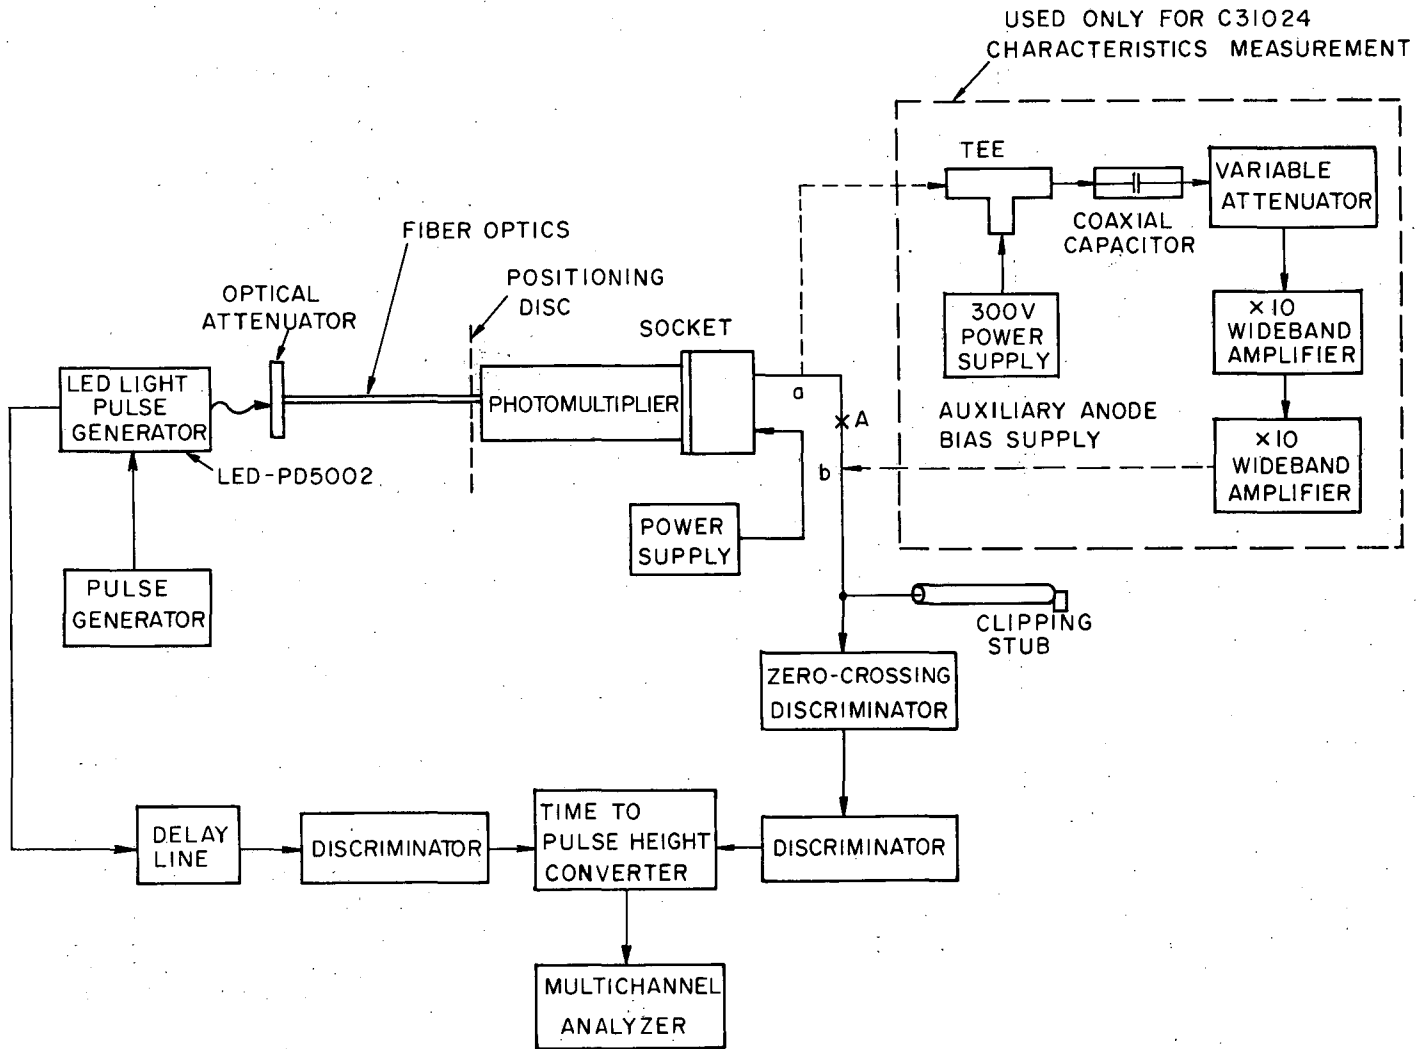 USED ONLY FOR C31024
CHARACTERISTICS MEASUREMENT
TEE
VARIABLE
ATTENUATOR
COAXIAL
CAPACITOR
FIBER OPTICS
POSITIONING
DISC
OPTICAL
ATTENUATOR
SOCKET
300V
POWER
SUPPLY
×10
WIDEBAND
AMPLIFIER
LED LIGHT
PULSE
GENERATOR
PHOTOMULTIPLIER
a
A
AUXILIARY ANODE
BIAS SUPPLY
×10
WIDEBAND
AMPLIFIER
LED-PD5002
b
POWER
SUPPLY
PULSE
GENERATOR
CLIPPING
STUB
ZERO-CROSSING
DISCRIMINATOR
DELAY
LINE
DISCRIMINATOR
TIME TO
PULSE HEIGHT
CONVERTER
DISCRIMINATOR
MULTICHANNEL
ANALYZER